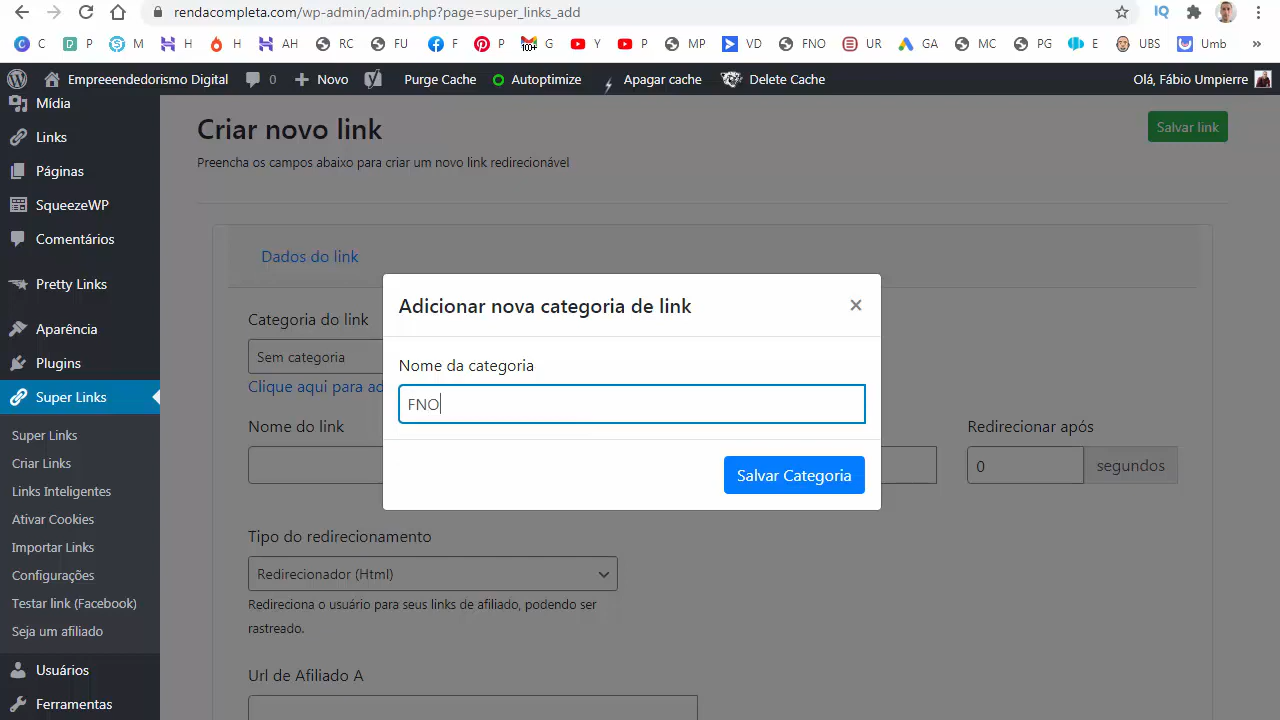 rendacompleta.com/wp-admin/admin.php?page=super_links_add
C P M H H AH RC FU E P 10+ G Y P MP VD FNO UR GA MC PG E UBS Umb »
Empreeendedorismo Digital 0 Novo Purge Cache Autoptimize Apagar cache Delete Cache Olá, Fábio Umpierre
Mídia
Links
Páginas
SqueezeWP
Comentários
Pretty Links
Aparência
Plugins
Super Links
Super Links
Criar Links
Links Inteligentes
Ativar Cookies
Importar Links
Configurações
Testar link (Facebook)
Seja um afiliado
Usuários
Ferramentas
Criar novo link
Salvar link
Preencha os campos abaixo para criar um novo link redirecionável
Dados do link
Categoria do link
Sem categoria
Clique aqui para ad
Nome do link
Redirecionar após
0 segundos
Adicionar nova categoria de link ×
Nome da categoria
FNO
Salvar Categoria
Tipo do redirecionamento
Redirecionador (Html)
Redireciona o usuário para seus links de afiliado, podendo ser
rastreado.
Url de Afiliado A